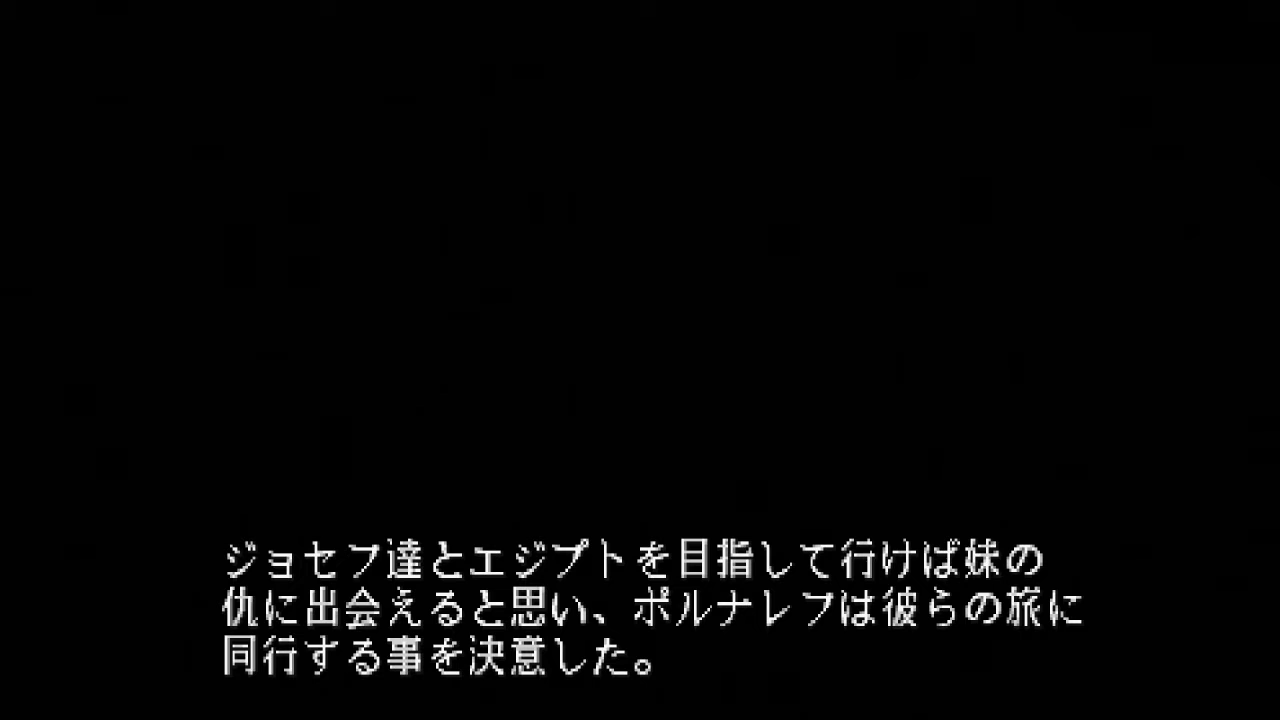 ジョセフ達とエジプトを目指して行けば妹の
仇に出会えると思い、ポルナレフは彼らの旅に
同行する事を決意した。